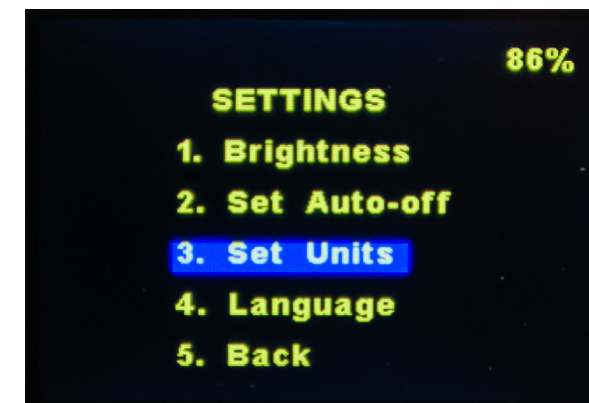 86%
SETTINGS
1. Brightness
2. Set Auto-off
3. Set Units
4. Language
5. Back